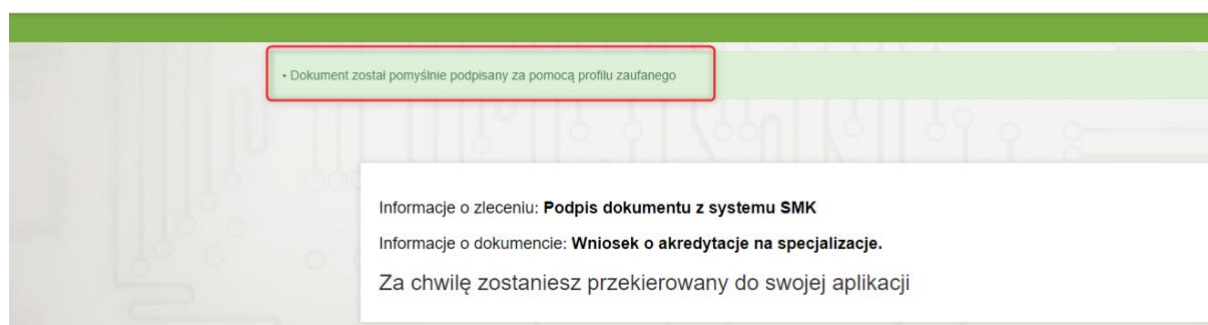 • Dokument został pomyślnie podpisany za pomocą profilu zaufanego
Informacje o zleceniu: Podpis dokumentu z systemu SMK
Informacje o dokumencie: Wniosek o akredytacje na specjalizacje.
Za chwilę zostaniesz przekierowany do swojej aplikacji